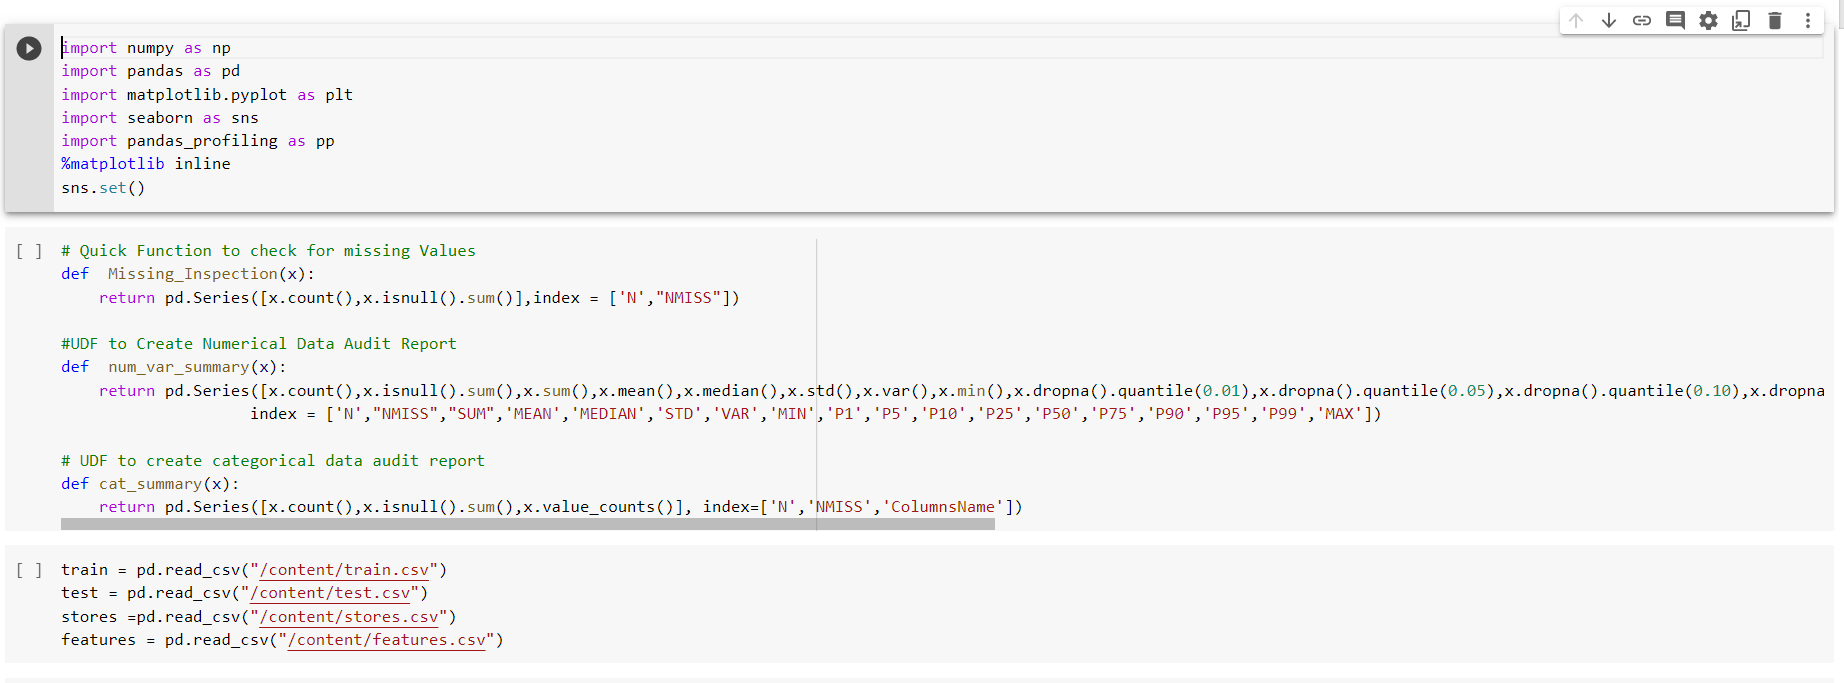 import numpy as np
import pandas as pd
import matplotlib.pyplot as plt
import seaborn as sns
import pandas_profiling as pp
%matplotlib inline
sns.set()
[ ] # Quick Function to check for missing Values
def  Missing_Inspection(x):
    return pd.Series([x.count(),x.isnull().sum()],index = ['N',"NMISS"])
#UDF to Create Numerical Data Audit Report
def  num_var_summary(x):
    return pd.Series([x.count(),x.isnull().sum(),x.sum(),x.mean(),x.median(),x.std(),x.var(),x.min(),x.dropna().quantile(0.01),x.dropna().quantile(0.05),x.dropna().quantile(0.10),x.dropna
                    index = ['N',"NMISS","SUM",'MEAN','MEDIAN','STD','VAR','MIN','P1','P5','P10','P25','P50','P75','P90','P95','P99','MAX'])
# UDF to create categorical data audit report
def cat_summary(x):
    return pd.Series([x.count(),x.isnull().sum(),x.value_counts()], index=['N','NMISS','ColumnsName'])
[ ] train = pd.read_csv("/content/train.csv")
test = pd.read_csv("/content/test.csv")
stores =pd.read_csv("/content/stores.csv")
features = pd.read_csv("/content/features.csv")